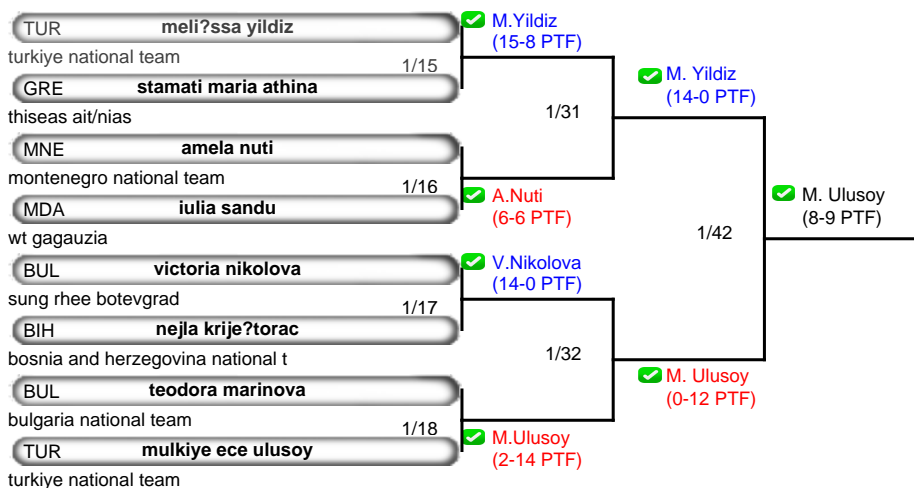 TUR meli?ssa yildiz
turkiye national team
1/15
GRE stamati maria athina
thiseas ait/nias
M.Yildiz
(15-8 PTF)
1/31
M. Yildiz
(14-0 PTF)
MNE amela nuti
montenegro national team
1/16
MDA iulia sandu
wt gagauzia
A.Nuti
(6-6 PTF)
1/42
M. Ulusoy
(8-9 PTF)
BUL victoria nikolova
sung rhee botevgrad
1/17
BIH nejla krije?torac
bosnia and herzegovina national t
V.Nikolova
(14-0 PTF)
1/32
M. Ulusoy
(0-12 PTF)
BUL teodora marinova
bulgaria national team
1/18
TUR mulkiye ece ulusoy
turkiye national team
M.Ulusoy
(2-14 PTF)